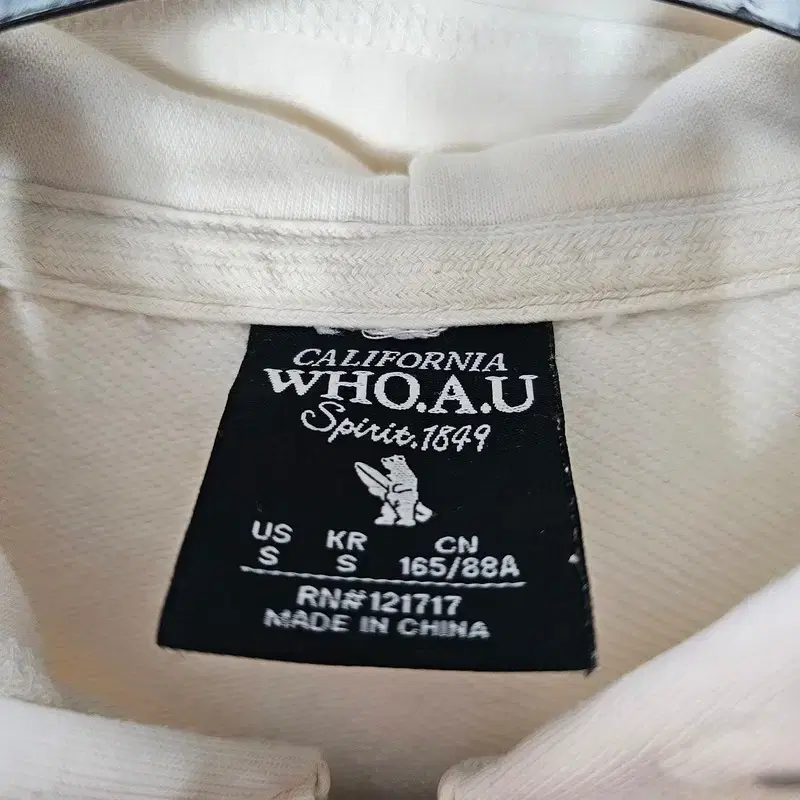 CALIFORNIA
WHO.A.U
Spirit.1849
US KR CN
S S 165/88A
RN#121717
MADE IN CHINA